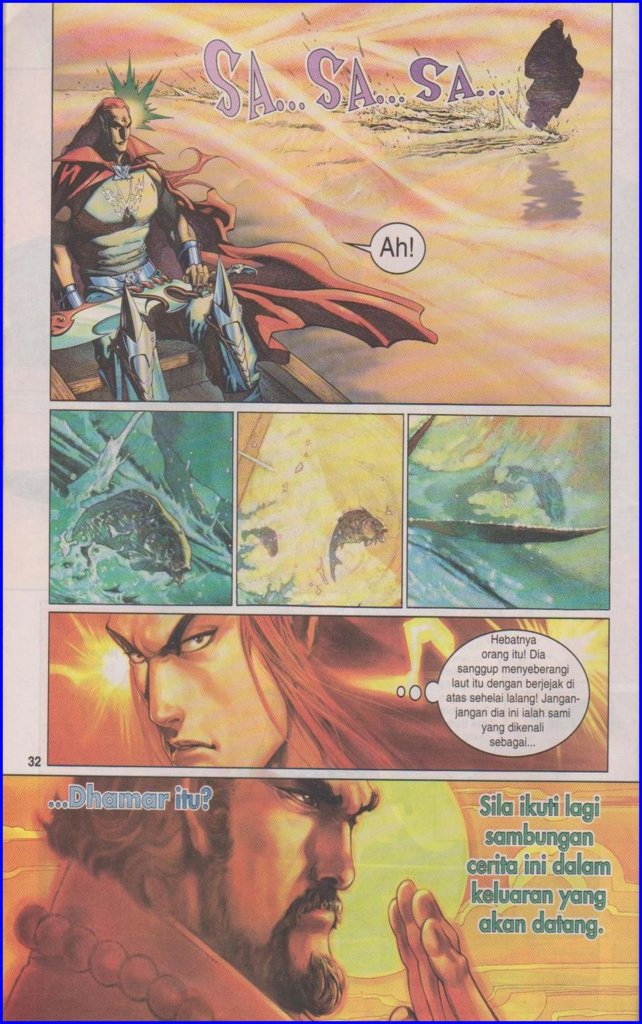 SA... SA... SA...
Ah!
Hebatnya
orang itu! Dia
sanggup menyeberangi
laut itu dengan berjejak di
atas sehelai lalang! Jangan-
jangan dia ini ialah sami
yang dikenali
sebagai...
32
...Dhamar itu?
Sila ikuti lagi
sambungan
cerita ini dalam
keluaran yang
akan datang.